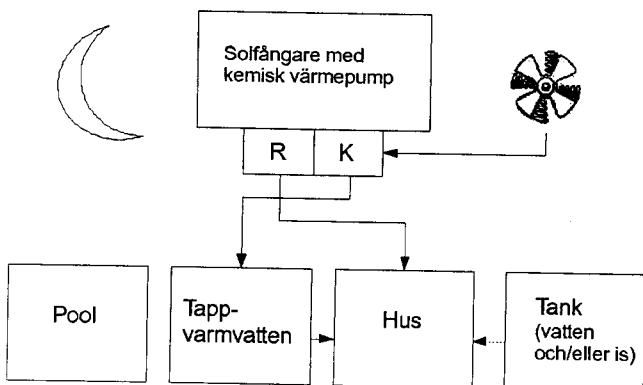 Solfångare med
kemisk värmepump
R
K
Pool
Tapp-
varmvatten
Hus
Tank
(vatten
och/eller is)